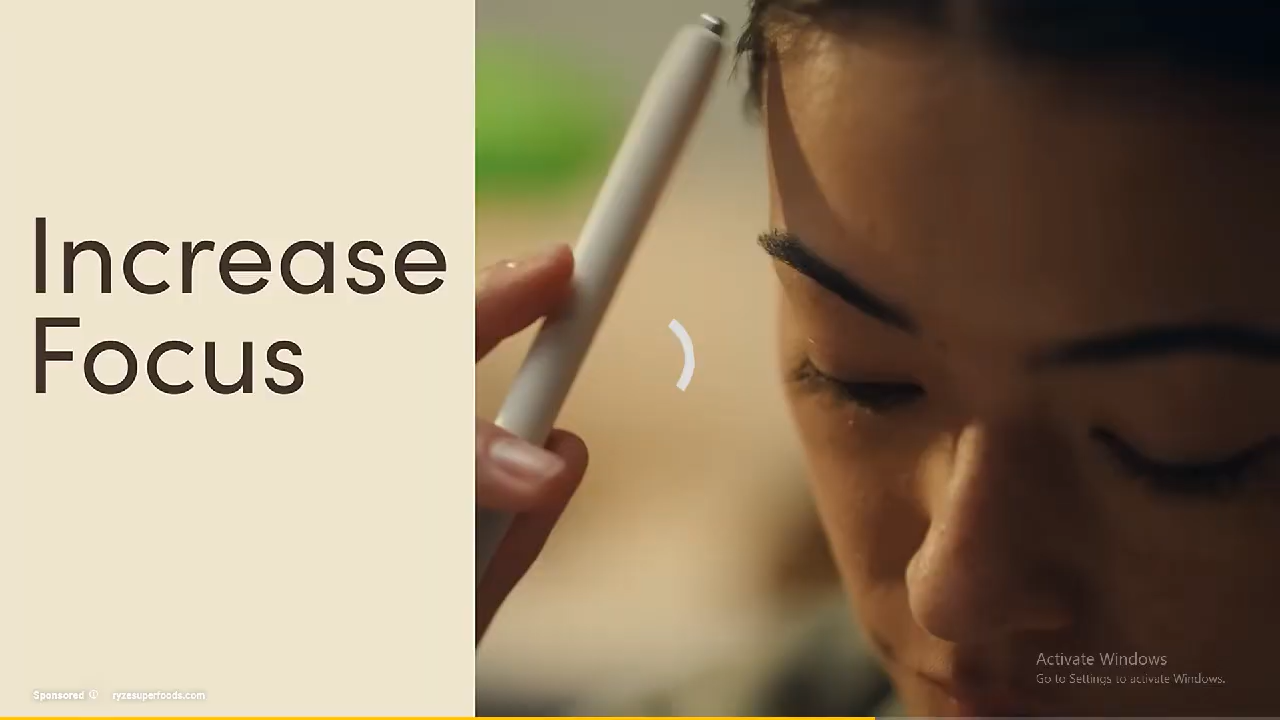 Increase
Focus
Activate Windows
Go to Settings to activate Windows.
Sponsored ⓘ ryzesuperfoods.com